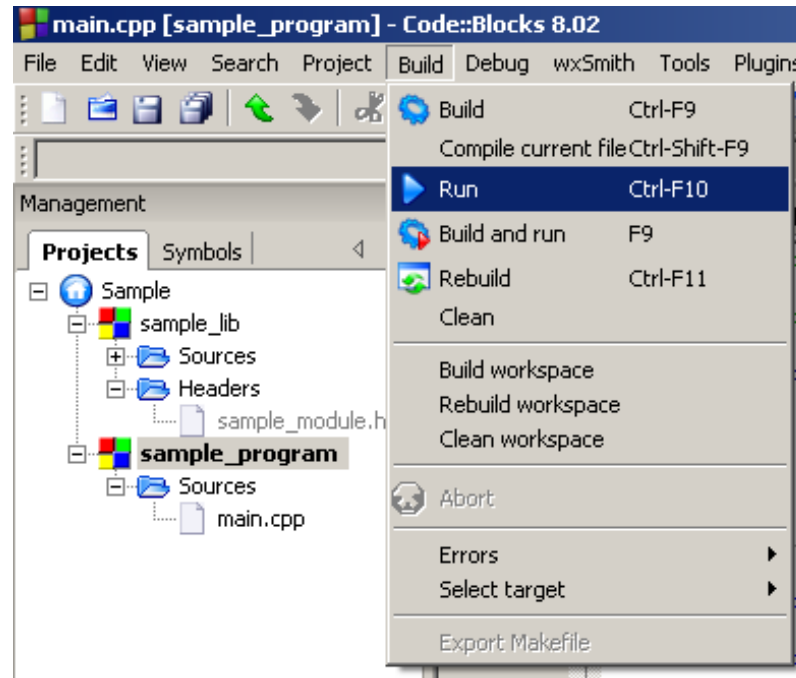 main.cpp [sample_program] - Code::Blocks 8.02
File Edit View Search Project Build Debug wxSmith Tools Plugins
Build Ctrl-F9
Compile current file Ctrl-Shift-F9
Run Ctrl-F10
Build and run F9
Rebuild Ctrl-F11
Clean
Build workspace
Rebuild workspace
Clean workspace
Abort
Errors
Select target
Export Makefile
Management
Projects Symbols
Sample
sample_lib
Sources
Headers
sample_module.h
sample_program
Sources
main.cpp